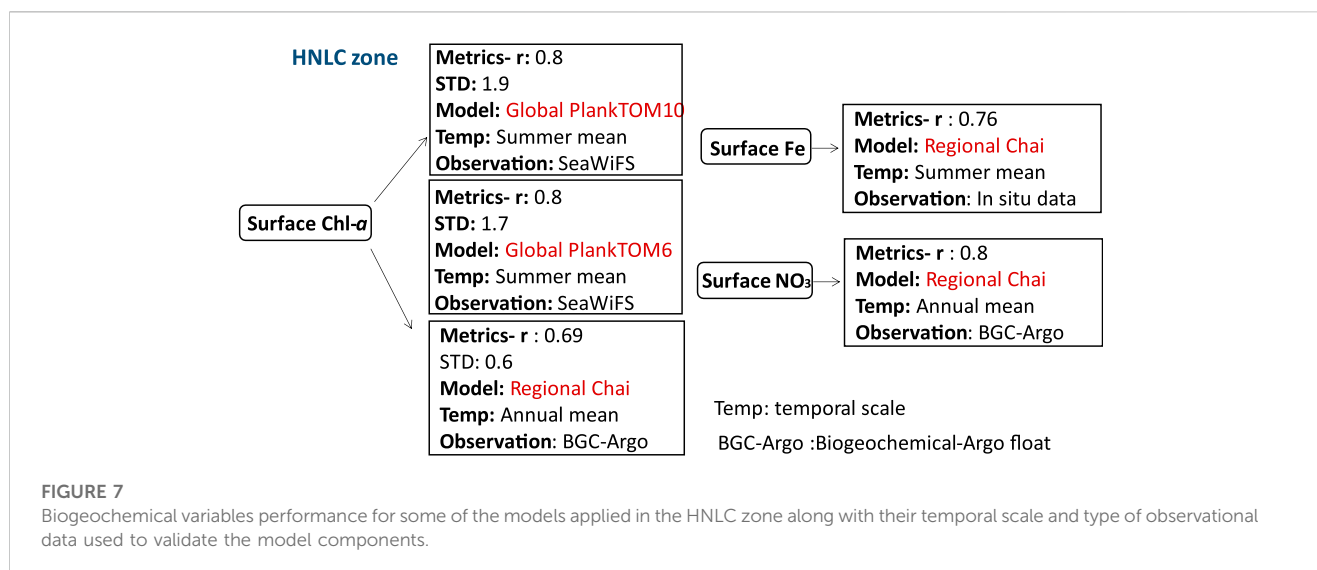 HNLC zone
Metrics- r: 0.8
STD: 1.9
Model: Global PlankTOM10
Temp: Summer mean
Observation: SeaWiFS
Surface Chl-a
Metrics- r: 0.8
STD: 1.7
Model: Global PlankTOM6
Temp: Summer mean
Observation: SeaWiFS
Metrics- r : 0.69
STD: 0.6
Model: Regional Chai
Temp: Annual mean
Observation: BGC-Argo
Surface Fe
Metrics- r : 0.76
Model: Regional Chai
Temp: Summer mean
Observation: In situ data
Surface NO₃
Metrics- r : 0.8
Model: Regional Chai
Temp: Annual mean
Observation: BGC-Argo
Temp: temporal scale
BGC-Argo :Biogeochemical-Argo float
FIGURE 7
Biogeochemical variables performance for some of the models applied in the HNLC zone along with their temporal scale and type of observational
data used to validate the model components.